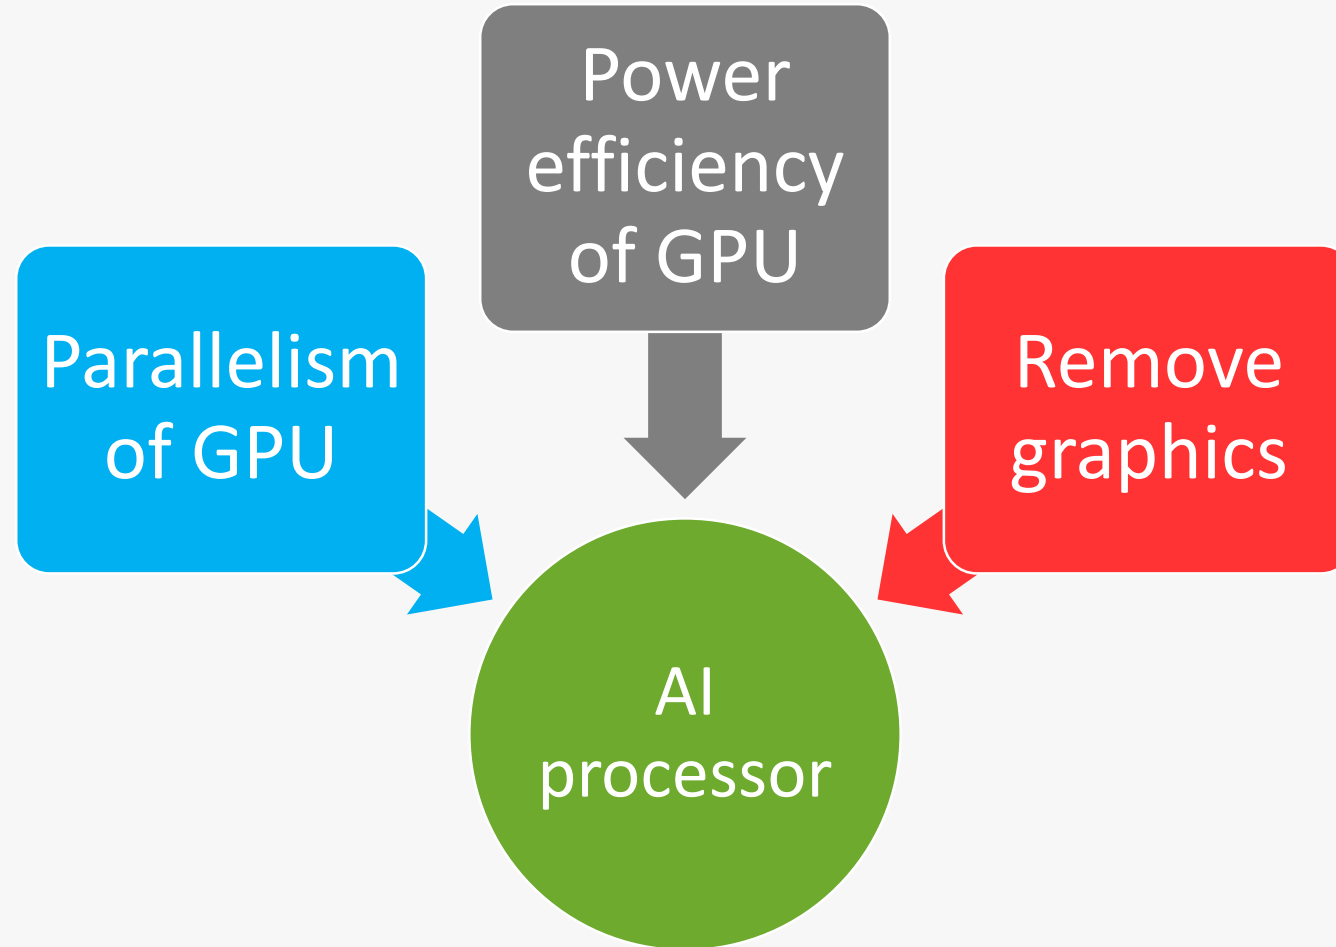 Power
efficiency
of GPU
Parallelism
of GPU
Remove
graphics
AI
processor